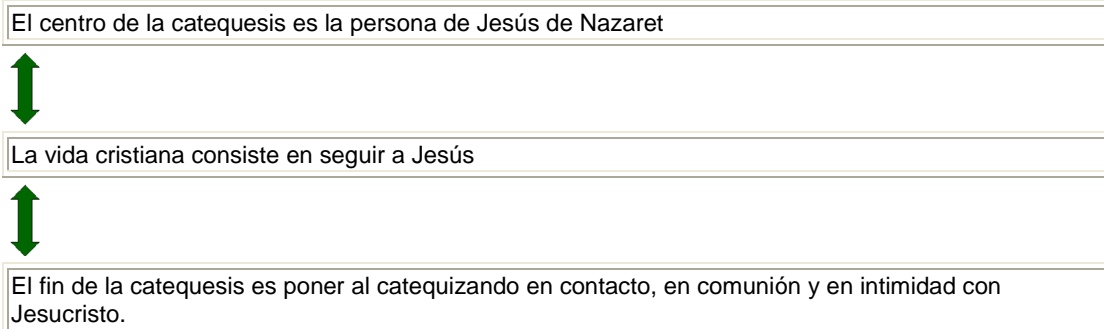 El centro de la catequesis es la persona de Jesús de Nazaret
La vida cristiana consiste en seguir a Jesús
El fin de la catequesis es poner al catequizando en contacto, en comunión y en intimidad con
Jesucristo.